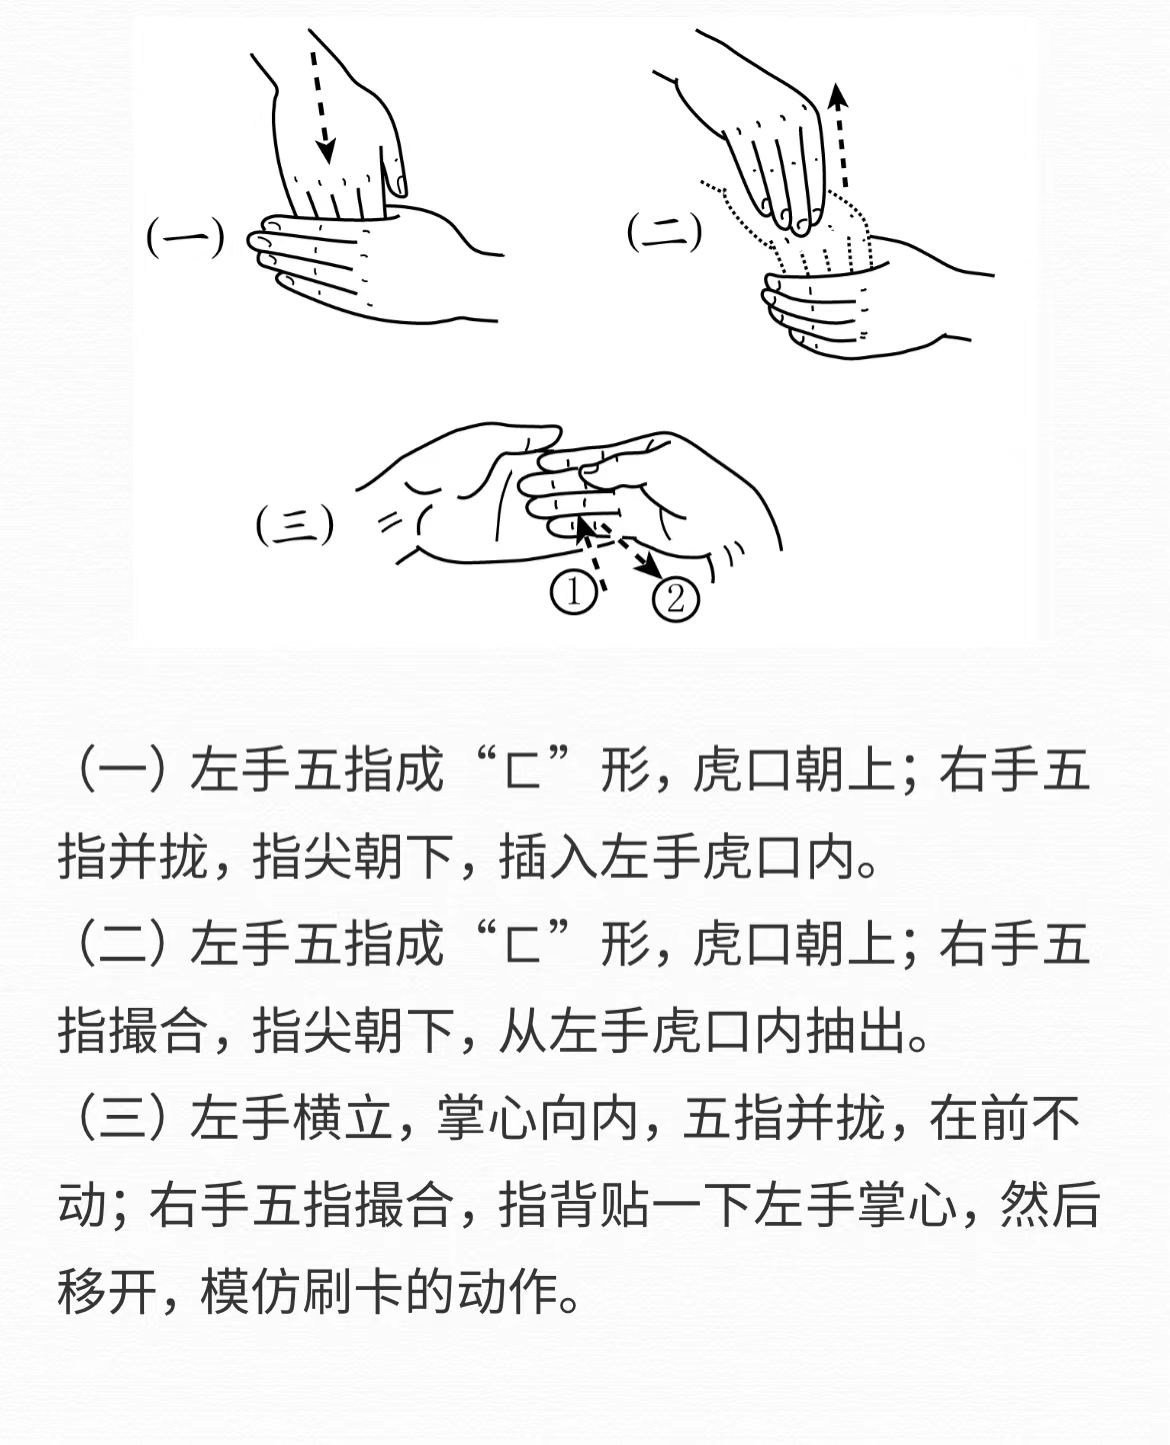 (一)
(二)
(三)
①
②
（一）左手五指成“匚”形，虎口朝上；右手五
指并拢，指尖朝下，插入左手虎口内。
（二）左手五指成“匚”形，虎口朝上；右手五
指撮合，指尖朝下，从左手虎口内抽出。
（三）左手横立，掌心向内，五指并拢，在前不
动；右手五指撮合，指背贴一下左手掌心，然后
移开，模仿刷卡的动作。